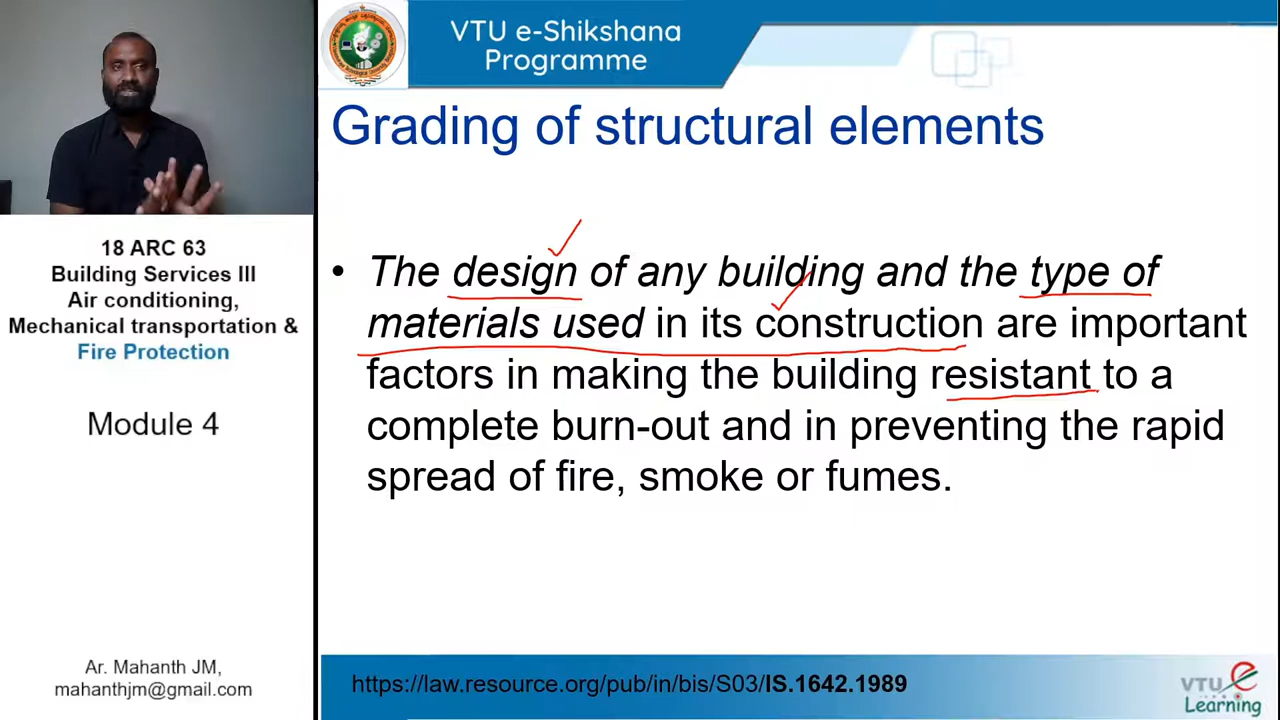 VTU e-Shikshana
Programme
Grading of structural elements
18 ARC 63
Building Services III
Air conditioning,
Mechanical transportation &
Fire Protection
Module 4
• The design of any building and the type of
materials used in its construction are important
factors in making the building resistant to a
complete burn-out and in preventing the rapid
spread of fire, smoke or fumes.
Ar. Mahanth JM,
mahanthjm@gmail.com
https://law.resource.org/pub/in/bis/S03/IS.1642.1989
VTU e
Learning